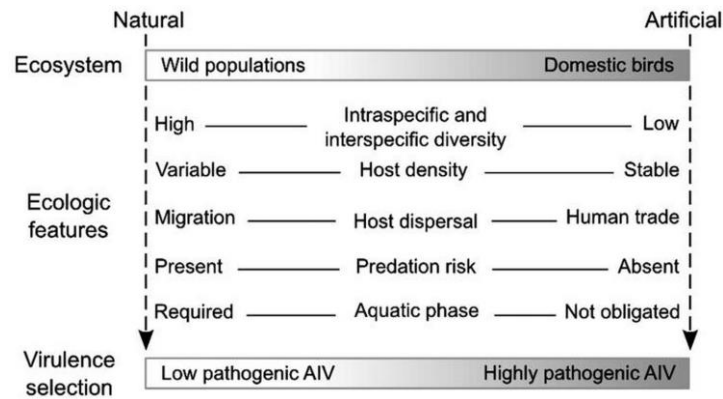 Natural Artificial
Ecosystem Wild populations Domestic birds
High Intraspecific and interspecific diversity Low
Variable Host density Stable
Ecologic features
Migration Host dispersal Human trade
Present Predation risk Absent
Required Aquatic phase Not obligated
Virulence selection Low pathogenic AIV Highly pathogenic AIV